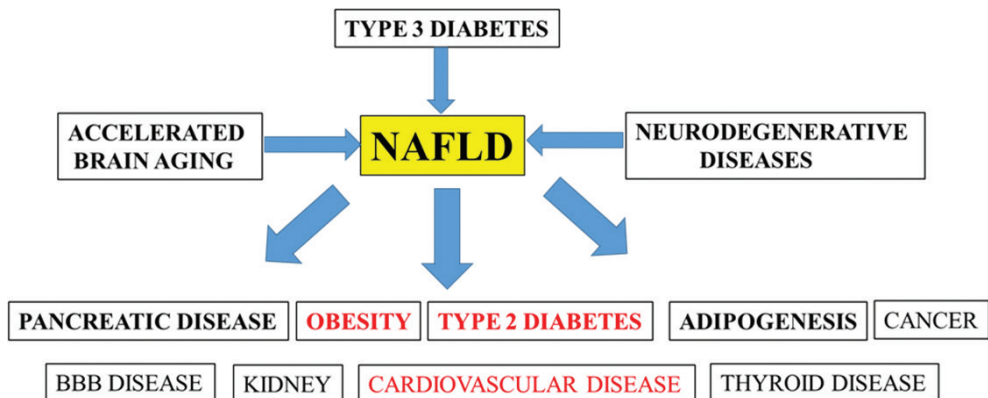 TYPE 3 DIABETES
ACCELERATED
BRAIN AGING
NAFLD
NEURODEGENERATIVE
DISEASES
PANCREATIC DISEASE
OBESITY
TYPE 2 DIABETES
ADIPOGENESIS
CANCER
BBB DISEASE
KIDNEY
CARDIOVASCULAR DISEASE
THYROID DISEASE